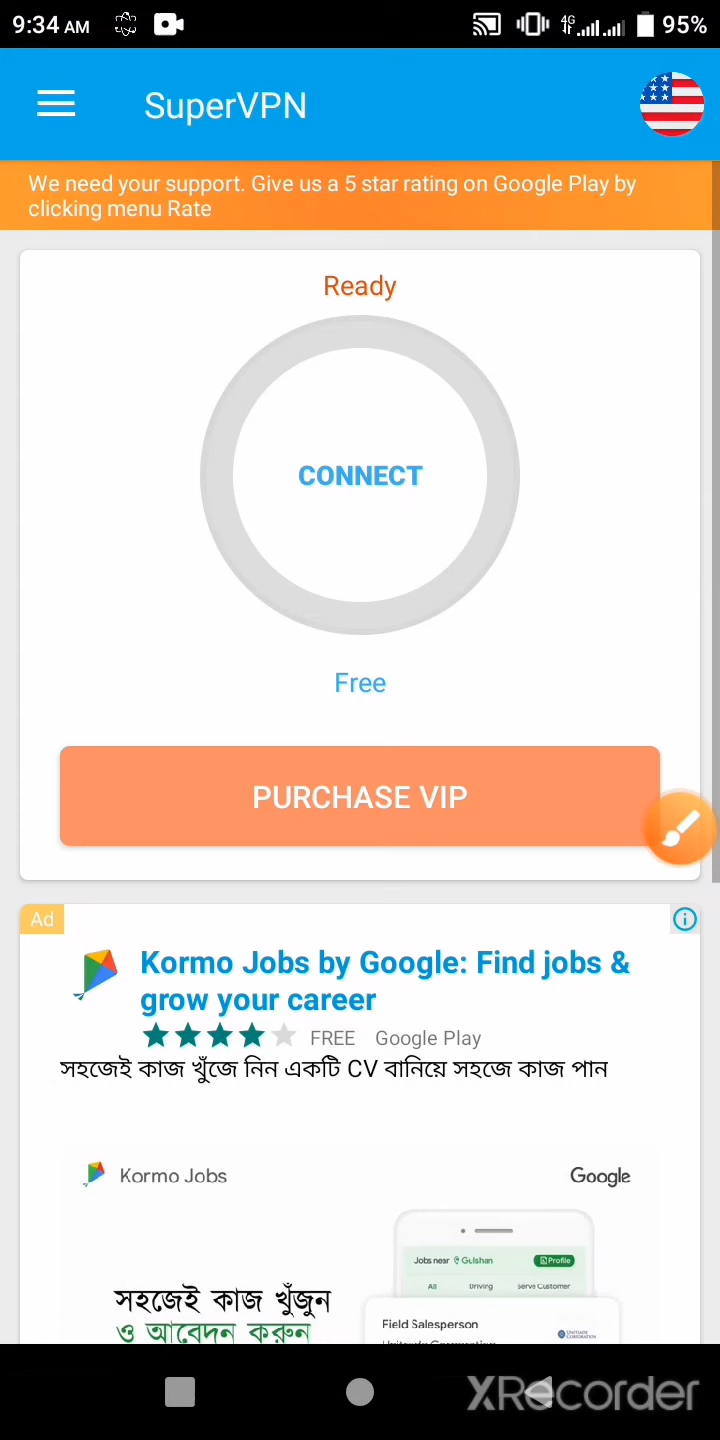 9:34 AM 4G 95%
SuperVPN
We need your support. Give us a 5 star rating on Google Play by
clicking menu Rate
Ready
CONNECT
Free
PURCHASE VIP
Ad
Kormo Jobs by Google: Find jobs &
grow your career
FREE Google Play
সহজেই কাজ খুঁজে নিন একটি CV বানিয়ে সহজে কাজ পান
Kormo Jobs Google
Jobs near Gulshan Profile
All Driving Serve Customer
সহজেই কাজ খুঁজুন
ও আবেদন করুন
Field Salesperson
XRecorder